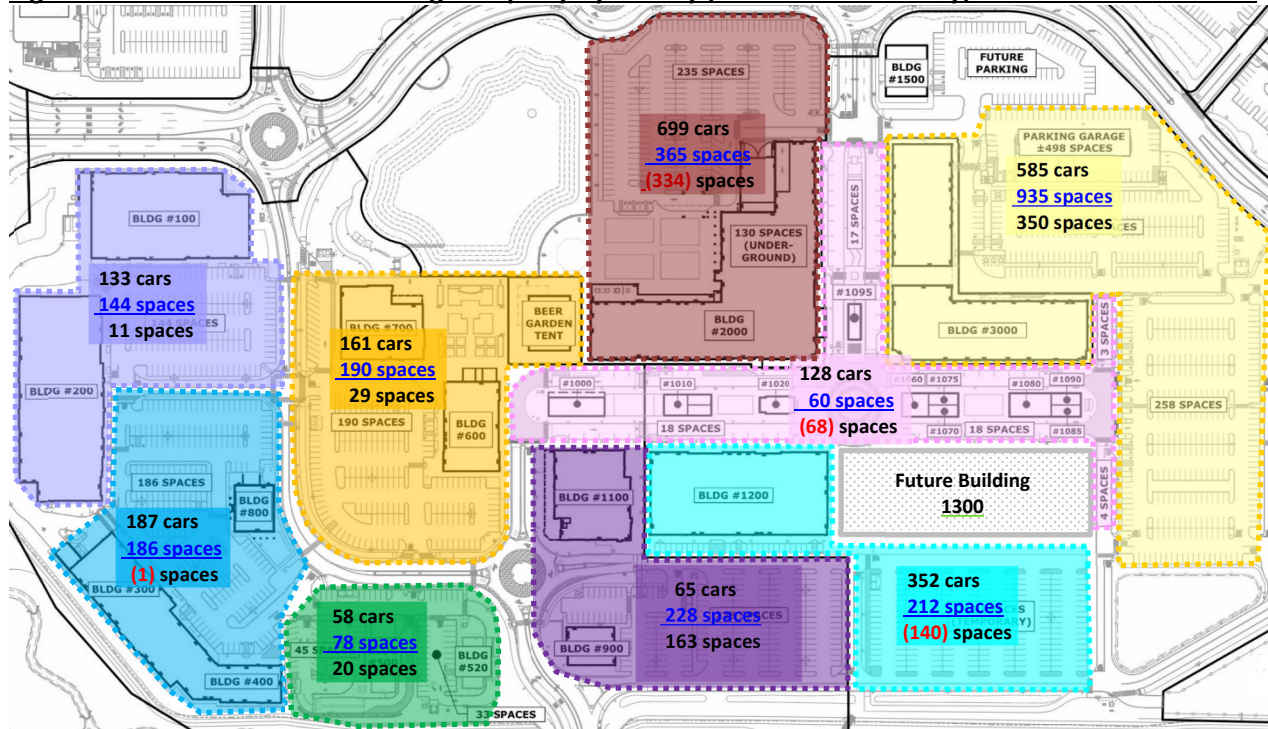 235 SPACES
BLDG
#1500
FUTURE
PARKING
699 cars
365 spaces
(334) spaces
PARKING GARAGE
±498 SPACES
585 cars
935 spaces
350 spaces
SPACES
BLDG #100
17 SPACES
130 SPACES
(UNDER-
GROUND)
133 cars
144 spaces
11 spaces
144 SPACES
BLDG #700
BEER
GARDEN
TENT
#1095
BLDG
#2000
BLDG #3000
3 SPACES
161 cars
190 spaces
29 spaces
BLDG #200
#1000
#1010
#1020
128 cars
60 spaces
(68) spaces
#1060
#1075
#1080
#1090
190 SPACES
BLDG
#600
18 SPACES
#1070
18 SPACES
#1085
258 SPACES
186 SPACES
BLDG
#800
BLDG #1100
BLDG #1200
Future Building
1300
4 SPACES
187 cars
186 spaces
(1) spaces
BLDG #300
58 cars
78 spaces
20 spaces
65 cars
228 spaces
163 spaces
SPACES
352 cars
212 spaces
(140) spaces
(TEMPORARY)
45
BLDG
#520
BLDG #900
BLDG #400
33 SPACES